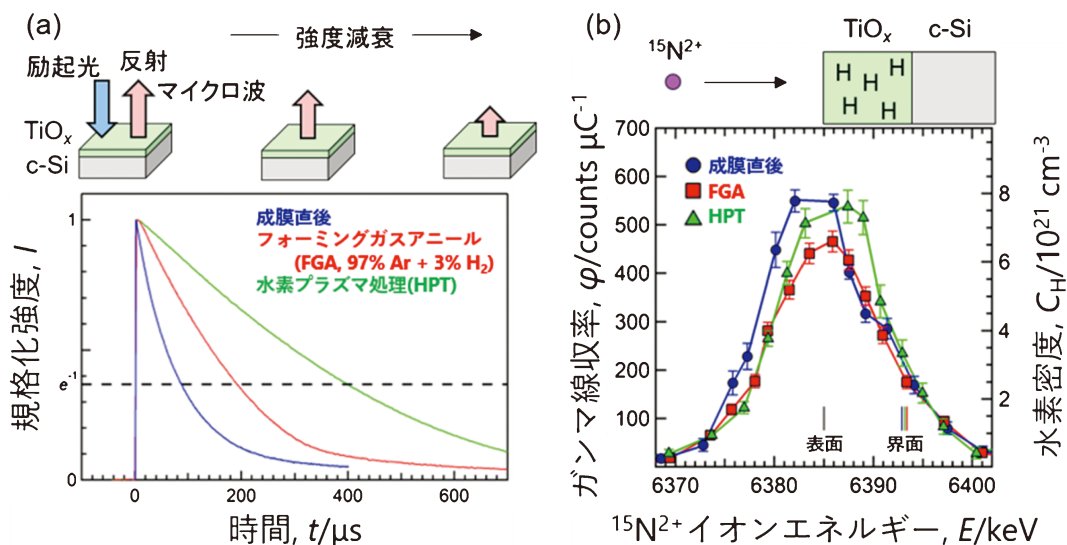 (a)
強度減衰
励起光
反射
マイクロ波
TiOx
c-Si
規格化強度, I
1
e-1
0
成膜直後
フォーミングガスアニール
(FGA, 97% Ar + 3% H2)
水素プラズマ処理(HPT)
0 200 400 600
時間, t/μs
(b)
15N2+
TiOx c-Si
H H H H H
ガンマ線収率, φ/counts μC−1
700
600
500
400
300
200
100
成膜直後
FGA
HPT
表面
界面
8
6
4
2
水素密度, CH/1021 cm-3
6370 6380 6390 6400
15N2+イオンエネルギー, E/keV